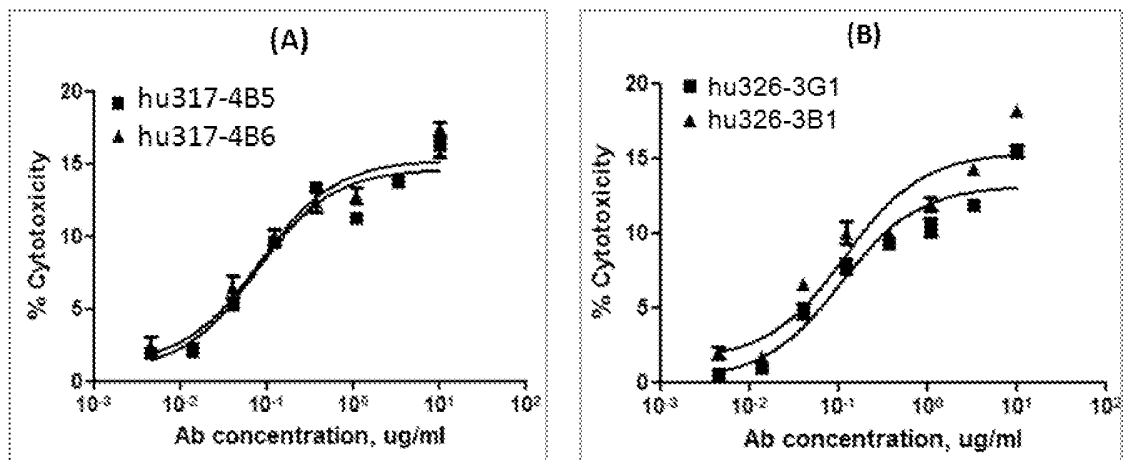 (A)
■ hu317-4B5
▲ hu317-4B6
% Cytotoxicity
20
15
10
5
0
10⁻³ 10⁻² 10⁻¹ 10⁰ 10¹ 10²
Ab concentration, ug/ml
(B)
■ hu326-3G1
▲ hu326-3B1
% Cytotoxicity
20
15
10
5
0
10⁻³ 10⁻² 10⁻¹ 10⁰ 10¹ 10²
Ab concentration, ug/ml